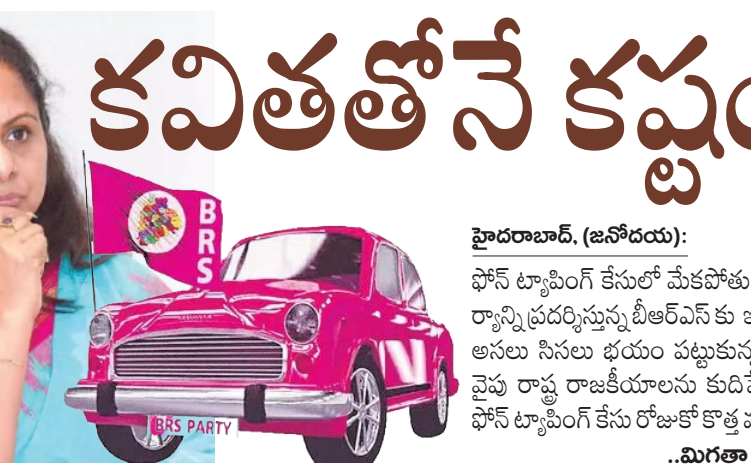 కవితతోనే కష్టం
BRS
హైదరాబాద్, (జనోదయ):
ఫోన్ ట్యాపింగ్ కేసులో మేకపోతు
ర్యాన్ని ప్రదర్శిస్తున్న బీఆర్ఎస్ కు
అసలు సిసలు భయం పట్టుకున్న
వైపు రాష్ట్ర రాజకీయాలను కుది
ఫోన్ ట్యాపింగ్ కేసు రోజుకో కొత్త
..మిగతా
BRS PARTY